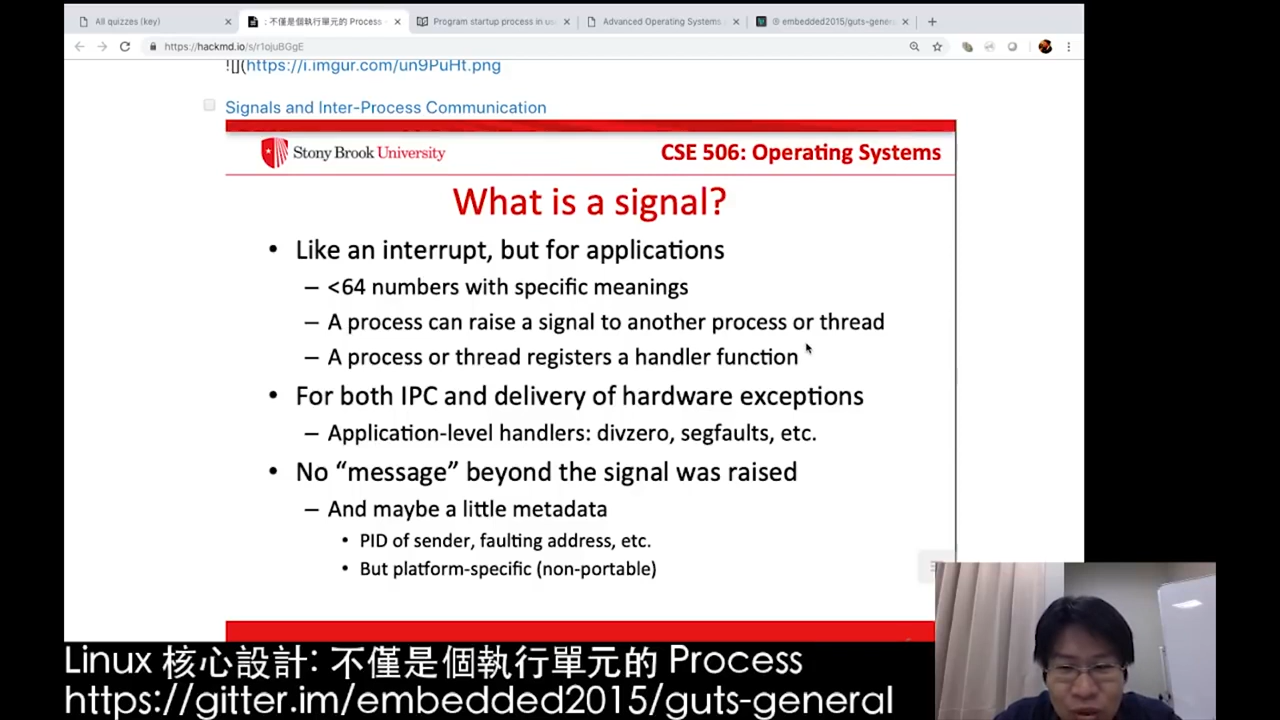 All quizzes (key)
: 不僅是個執行單元的 Process -
Program startup process in us
Advanced Operating Systems
@ embedded2015/guts-gener
https://hackmd.io/s/r1ojuBGgE
![](https://i.imgur.com/un9PuHt.png
Signals and Inter-Process Communication
Stony Brook University
CSE 506: Operating Systems
What is a signal?
• Like an interrupt, but for applications
– <64 numbers with specific meanings
– A process can raise a signal to another process or thread
– A process or thread registers a handler function
• For both IPC and delivery of hardware exceptions
– Application-level handlers: divzero, segfaults, etc.
• No “message” beyond the signal was raised
– And maybe a little metadata
• PID of sender, faulting address, etc.
• But platform-specific (non-portable)
Linux 核心設計: 不僅是個執行單元的 Process
https://gitter.im/embedded2015/guts-general